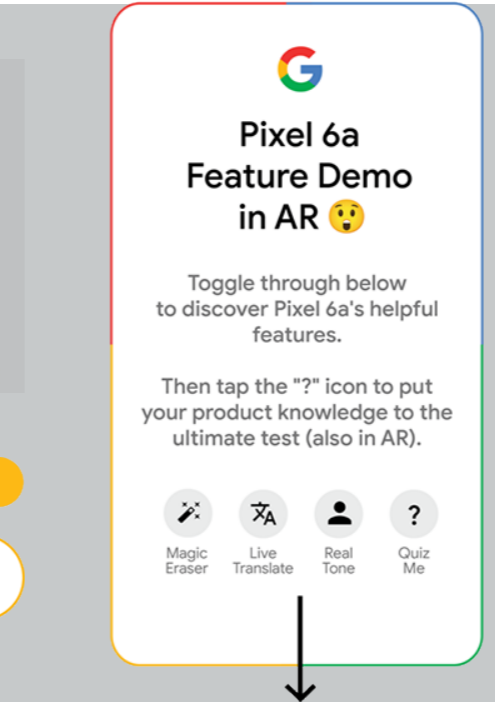 Pixel 6a
Feature Demo
in AR 😲
Toggle through below
to discover Pixel 6a's helpful
features.
Then tap the "?" icon to put
your product knowledge to the
ultimate test (also in AR).
?
Magic
Eraser
Live
Translate
Real
Tone
Quiz
Me